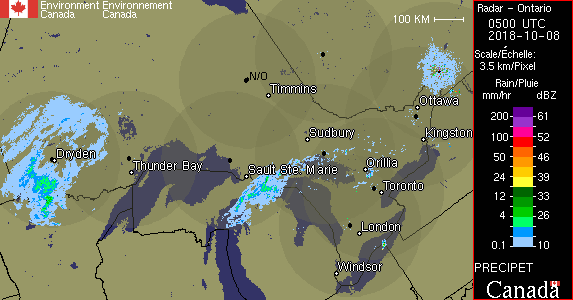 Environment Environnement
Canada Canada
100 KM
N/O
Timmins
Ottawa
Sudbury
Kingston
Dryden
Thunder Bay
Sault Ste. Marie
Orillia
Toronto
London
Windsor
Radar - Ontario
0500 UTC
2018-10-08
Scale/Échelle:
3.5 km/Pixel
Rain/Pluie
mm/hr dBZ
200 61
100 52
50 46
24 39
12 33
4 26
0.1 10
PRECIPET
Canada